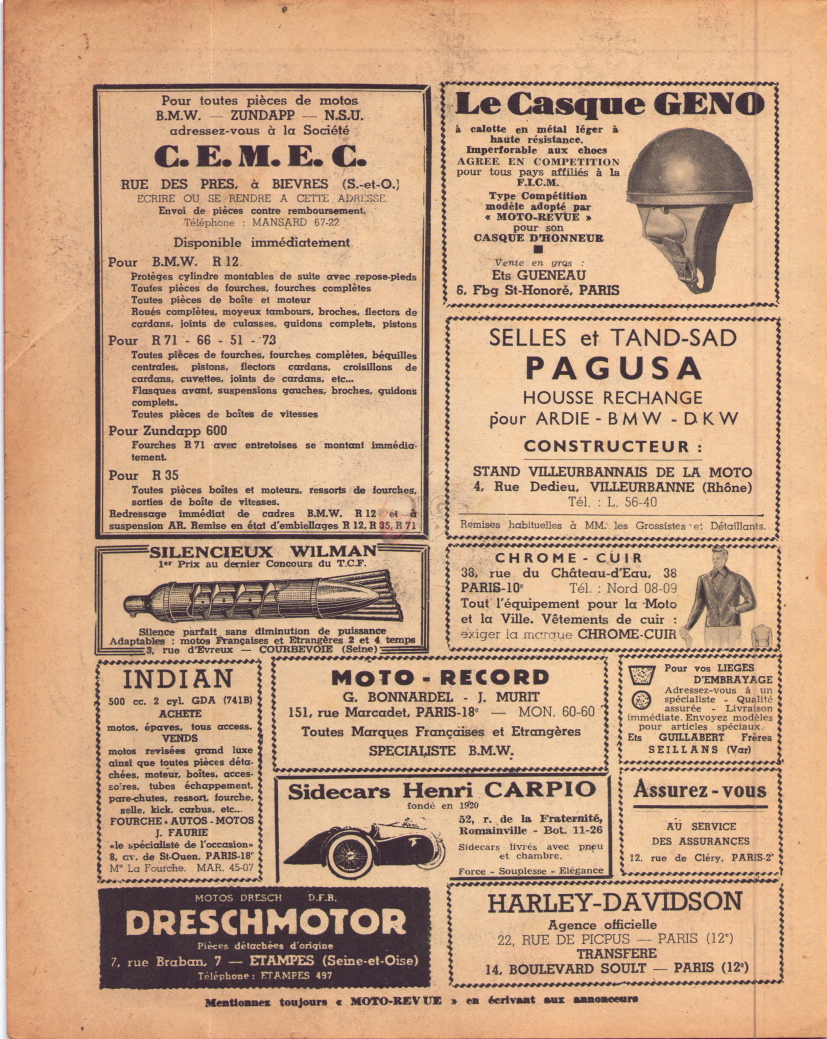 Pour toutes pièces de motos
B.M.W. — ZUNDAPP — N.S.U.
adressez-vous à la Société
C. E. M. E. C.
RUE DES PRES, à BIEVRES (S.-et-O.)
ECRIRE OU SE RENDRE A CETTE ADRESSE.
Envoi de pièces contre remboursement.
Téléphone : MANSARD 67-22
Disponible immédiatement
Pour B.M.W. R 12
Protèges cylindre montables de suite avec repose-pieds
Toutes pièces de fourches, fourches complètes
Toutes pièces de boîte et moteur
Roués complètes, moyeux tambours, broches, flectors de
cardans, joints de culasses, guidons complets, pistons
Pour R 71 - 66 - 51 - 73
Toutes pièces de fourches, fourches complètes, béquilles
centrales, pistons, flectors cardans, croisillons de
cardans, cuvettes, joints de cardans, etc...
Flasques avant, suspensions gauches, broches, guidons
complets.
Toutes pièces de boîtes de vitesses
Pour Zundapp 600
Fourches R 71 avec entretoises se montant immédia-
tement.
Pour R 35
Toutes pièces boîtes et moteurs, ressorts de fourches,
sorties de boîte de vitesses.
Redressage immédiat de cadres B.M.W. R 12 et à
suspension AR. Remise en état d'embiellages R 12, R 35, R 71
Le Casque GENO
à calotte en métal léger à
haute résistance.
Imperforable aux chocs
AGREE EN COMPETITION
pour tous pays affiliés à la
F.I.C.M.
Type Compétition
modèle adopté par
« MOTO-REVUE »
pour son
CASQUE D'HONNEUR
Vente en gros :
Ets GUENEAU
6, Fbg St-Honoré, PARIS
SELLES et TAND-SAD
PAGUSA
HOUSSE RECHANGE
pour ARDIE - BMW - DKW
CONSTRUCTEUR :
STAND VILLEURBANNAIS DE LA MOTO
4, Rue Dedieu, VILLEURBANNE (Rhône)
Tél. : L. 56-40
Remises habituelles à MM. les Grossistes et Détaillants.
SILENCIEUX WILMAN
1er Prix au dernier Concours du T.C.F.
Silence parfait sans diminution de puissance
Adaptables : motos Françaises et Etrangères 2 et 4 temps
3, rue d'Evreux — COURBEVOIE (Seine)
CHROME - CUIR
38, rue du Château-d'Eau, 38
PARIS-10e Tél. : Nord 08-09
Tout l'équipement pour la Moto
et la Ville. Vêtements de cuir :
exiger la marque CHROME-CUIR
INDIAN
500 cc. 2 cyl. GDA (741B)
ACHETE
motos, épaves, tous access.
VENDS
motos revisées grand luxe
ainsi que toutes pièces déta-
chées, moteur, boîtes, acces-
soires, tubes échappement,
pare-chutes, ressort, fourche,
selle, kick, carbus, etc...
FOURCHE-AUTOS-MOTOS
J. FAURIE
«le spécialiste de l'occasion»
8, av. de St-Ouen. PARIS-18e
Mo La Fourche. MAR. 45-07
MOTO - RECORD
G. BONNARDEL - J. MURIT
151, rue Marcadet, PARIS-18e — MON. 60-60
Toutes Marques Françaises et Etrangères
SPECIALISTE B.M.W.
Pour vos LIEGES
D'EMBRAYAGE
Adressez-vous à un
spécialiste - Qualité
assurée - Livraison
immédiate. Envoyez modèles
pour articles spéciaux.
Ets GUILLABERT Frères
SEILLANS (Var)
Sidecars Henri CARPIO
fondé en 1920
52, r. de la Fraternité,
Romainville - Bot. 11-26
Sidecars livrés avec pneu
et chambre.
Force - Souplesse - Elégance
Assurez-vous
AU SERVICE
DES ASSURANCES
12, rue de Cléry, PARIS-2e
MOTOS DRESCH D.F.R.
DRESCHMOTOR
Pièces détachées d'origine
7, rue Braban, 7 — ETAMPES (Seine-et-Oise)
Téléphone : ETAMPES 497
HARLEY-DAVIDSON
Agence officielle
22, RUE DE PICPUS — PARIS (12e)
TRANSFERE
14, BOULEVARD SOULT — PARIS (12e)
Mentionnez toujours « MOTO-REVUE » en écrivant aux annonceurs